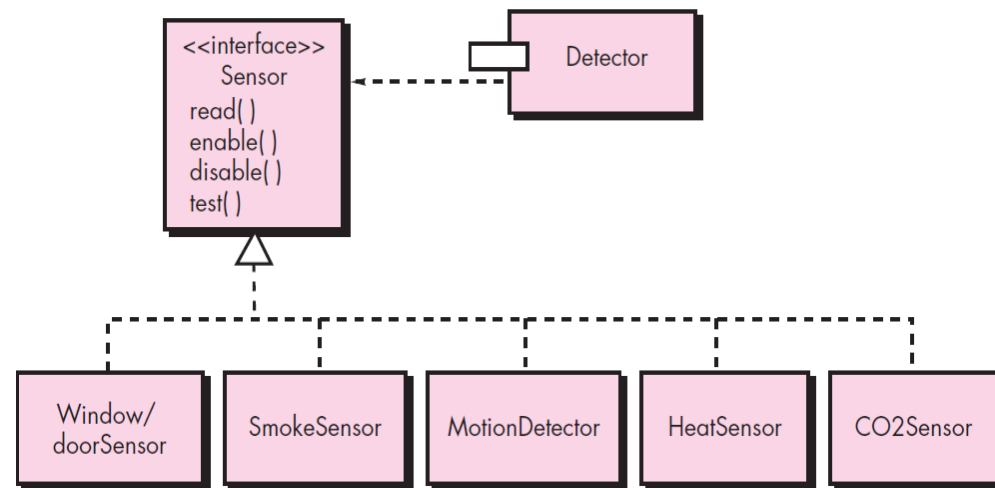 <<interface>>
Sensor
read( )
enable( )
disable( )
test( )
Detector
Window/
doorSensor
SmokeSensor
MotionDetector
HeatSensor
CO2Sensor